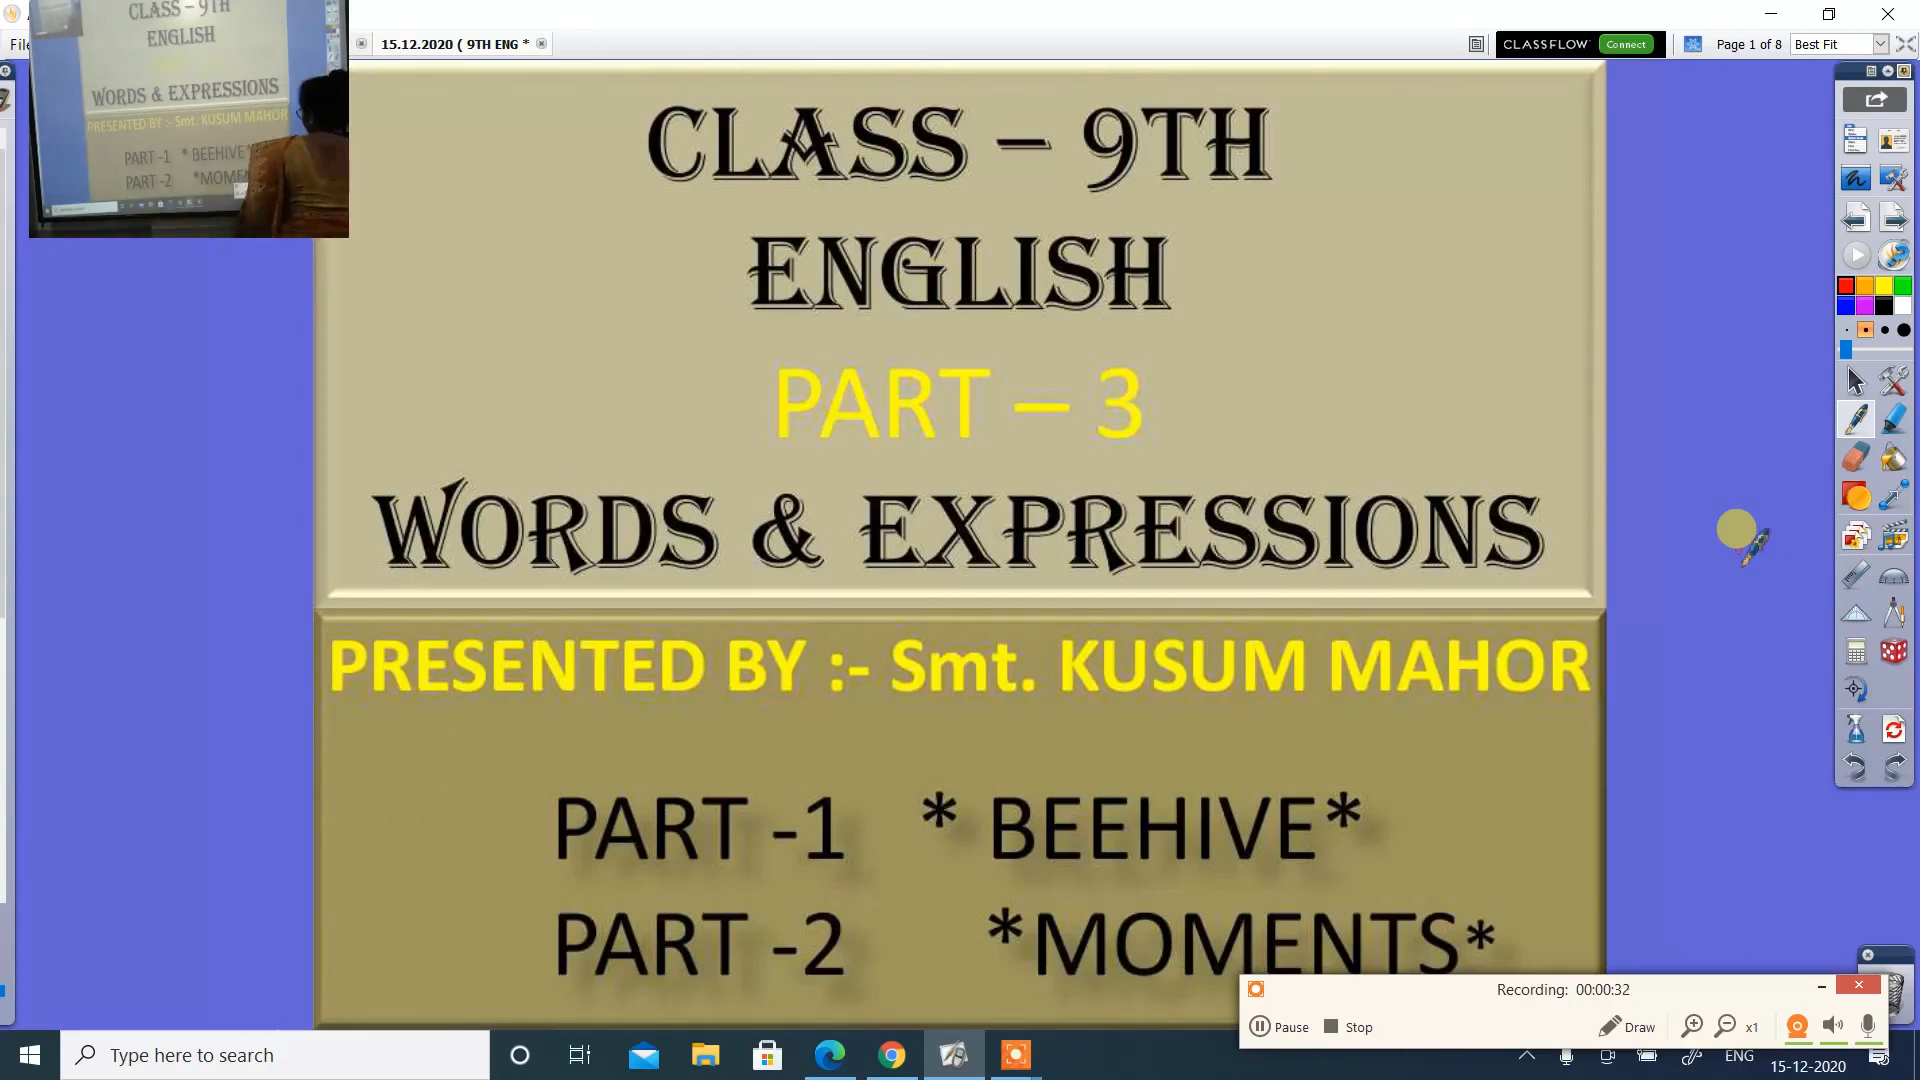 File
15.12.2020 ( 9TH ENG *
CLASSFLOW Connect
Page 1 of 8
Best Fit
CLASS – 9TH
ENGLISH
WORDS & EXPRESSIONS
PRESENTED BY :- Smt. KUSUM MAHOR
PART -1 * BEEHIVE
PART -2 *MOMEN
CLASS – 9TH
ENGLISH
PART – 3
WORDS & EXPRESSIONS
PRESENTED BY :- Smt. KUSUM MAHOR
PART -1 * BEEHIVE*
PART -2 *MOMENTS*
Recording: 00:00:32
Pause Stop Draw x1
Type here to search
ENG
15-12-2020